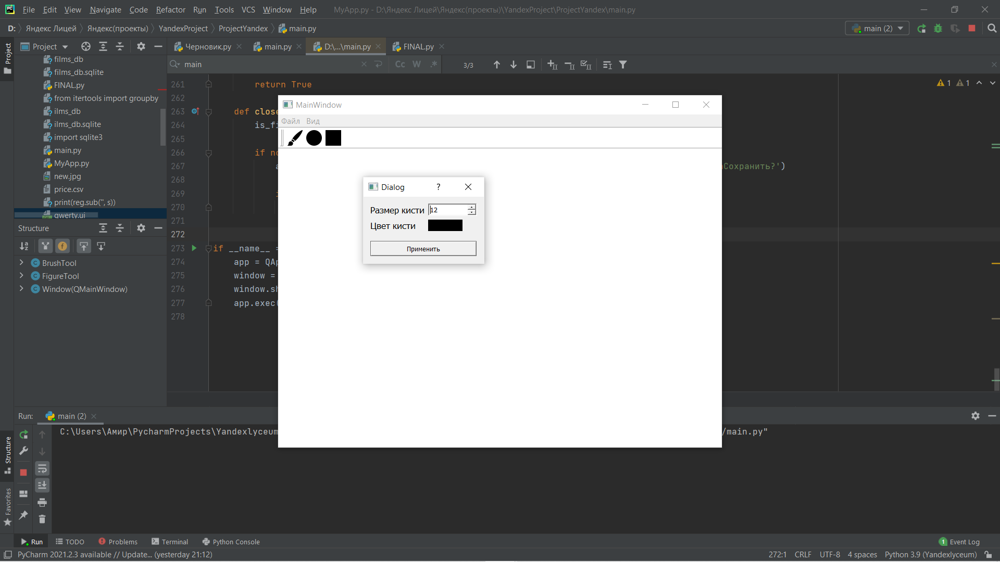 File Edit View Navigate Code Refactor Run Tools VCS Window Help MyApp.py - D:\Яндекс Лицей\Яндекс(проекты)\YandexProject\ProjectYandex\main.py
D: Яндекс Лицей Яндекс(проекты) YandexProject ProjectYandex main.py main (2)
Project Черновик.py main.py D:\...\main.py FINAL.py
main Cc W .* 3/3
films_db
films_db.sqlite
FINAL.py
from itertools import groupby
ilms_db
ilms_db.sqlite
import sqlite3
main.py
MyApp.py
new.jpg
price.csv
print(reg.sub('', s))
qwerty.ui
Structure
BrushTool
FigureTool
Window(QMainWindow)
1 1
261 return True
262
263 def close
264 is_fi
265
266 if no
267 Сохранить?')
268
269
270
271
272
273 if __name__ =
274 app = QAp
275 window =
276 window.sh
277 app.exec(
278
MainWindow
Файл Вид
Dialog ?
Размер кисти 12
Цвет кисти
Применить
Run: main (2)
C:\Users\Амир\PycharmProjects\Yandexlyceum /main.py"
Project
Structure
Favorites
Run TODO Problems Terminal Python Console 1 Event Log
PyCharm 2021.2.3 available // Update... (yesterday 21:12) 272:1 CRLF UTF-8 4 spaces Python 3.9 (Yandexlyceum)